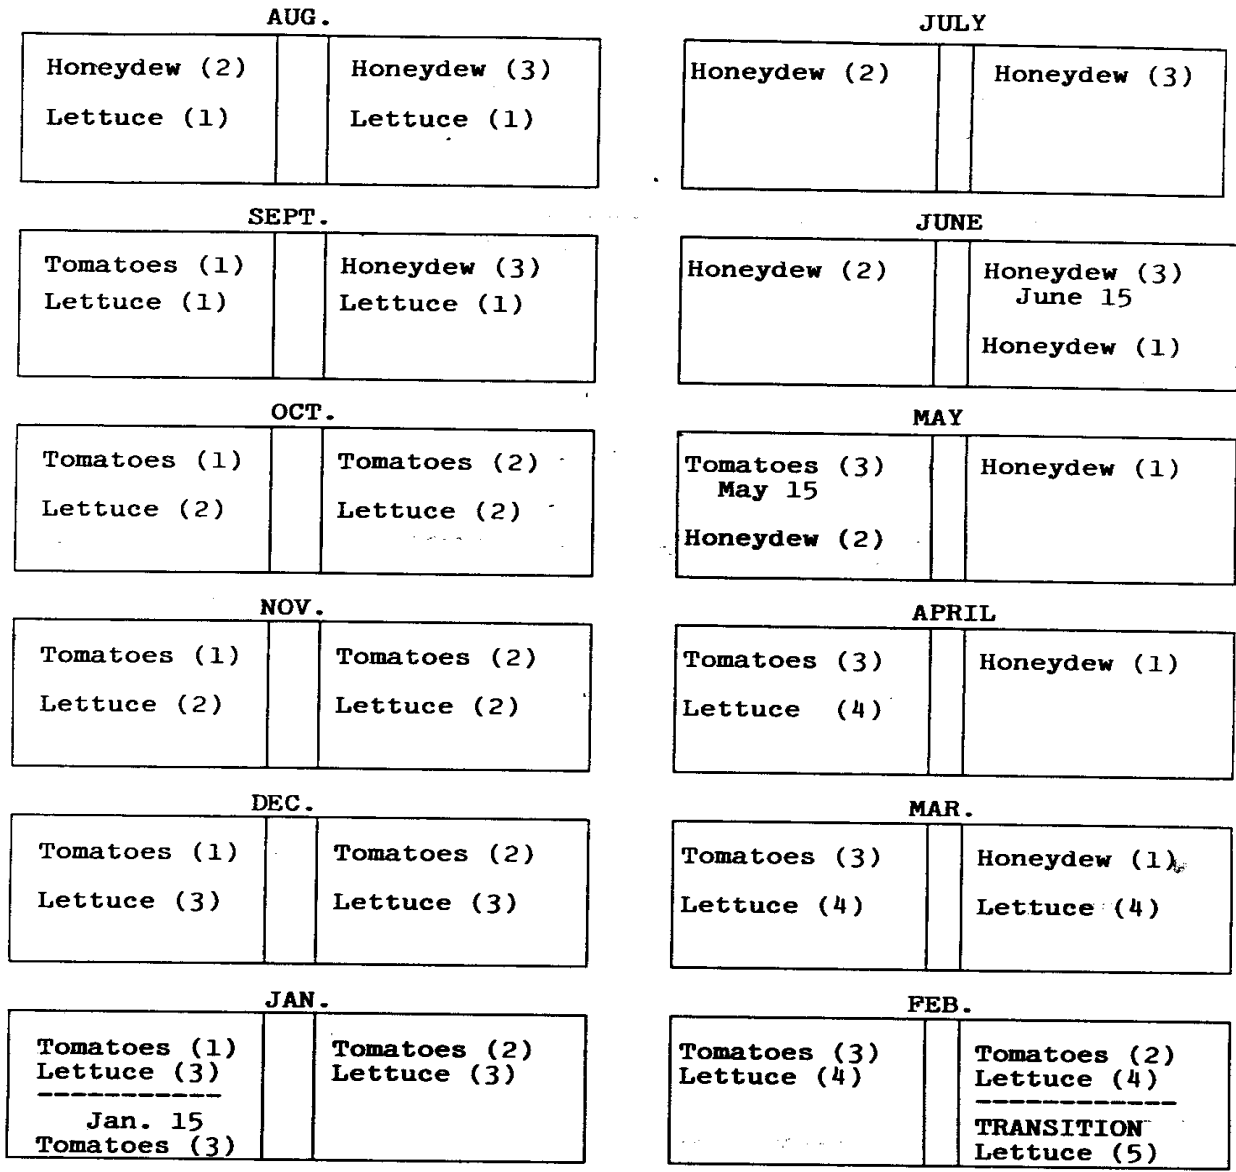 AUG.
Honeydew (2)
Lettuce (1)
Honeydew (3)
Lettuce (1)
SEPT.
Tomatoes (1)
Lettuce (1)
Honeydew (3)
Lettuce (1)
OCT.
Tomatoes (1)
Lettuce (2)
Tomatoes (2)
Lettuce (2)
NOV.
Tomatoes (1)
Lettuce (2)
Tomatoes (2)
Lettuce (2)
DEC.
Tomatoes (1)
Lettuce (3)
Tomatoes (2)
Lettuce (3)
JAN.
Tomatoes (1)
Lettuce (3)
Jan. 15
Tomatoes (3)
Tomatoes (2)
Lettuce (3)
JULY
Honeydew (2)
Honeydew (3)
JUNE
Honeydew (2)
Honeydew (3)
June 15
Honeydew (1)
MAY
Tomatoes (3)
May 15
Honeydew (2)
Honeydew (1)
APRIL
Tomatoes (3)
Lettuce (4)
Honeydew (1)
MAR.
Tomatoes (3)
Lettuce (4)
Honeydew (1)
Lettuce (4)
FEB.
Tomatoes (3)
Lettuce (4)
Tomatoes (2)
Lettuce (4)
TRANSITION
Lettuce (5)